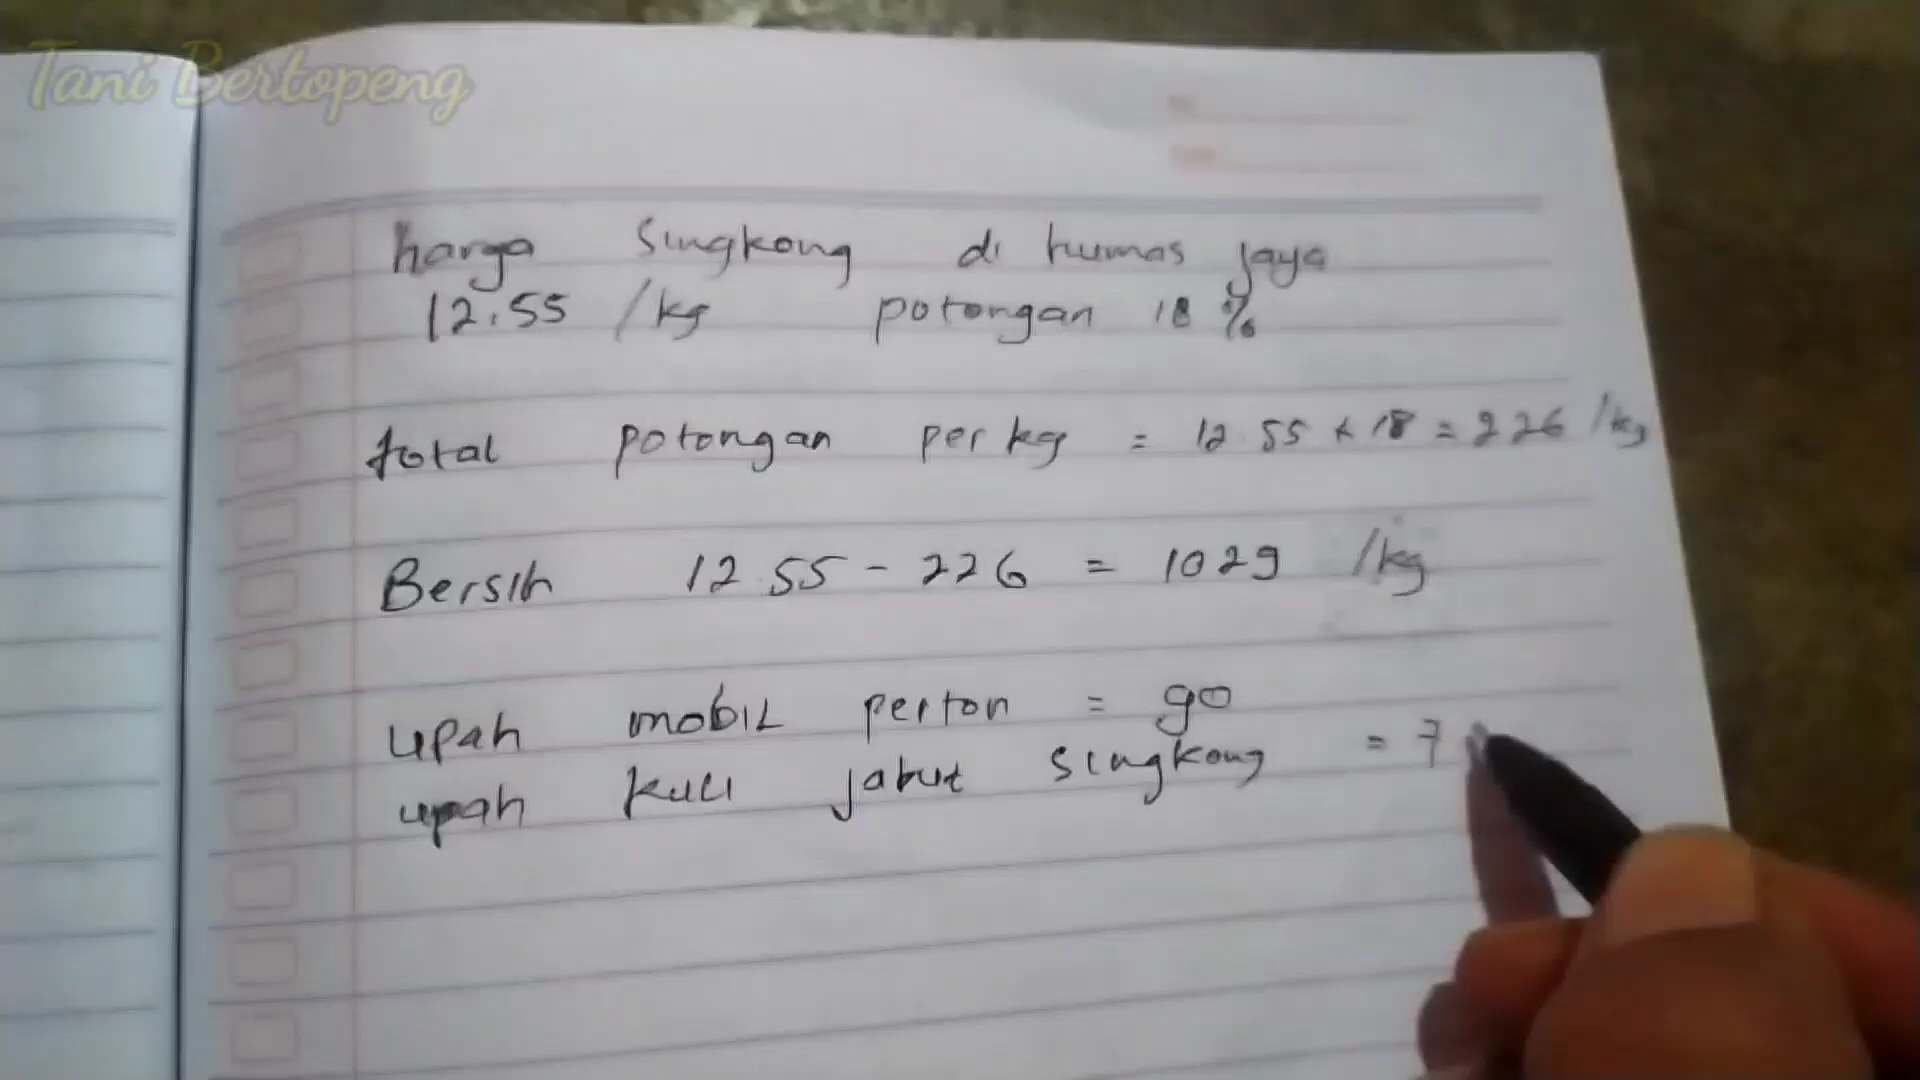 Tani Bertopeng
harga singkong di humas jaya
12.55 /kg potongan 18 %
total potongan per kg = 12 55 x 18 = 226 /kg
Bersih 12.55 - 226 = 1029 /kg
upah mobil perton = 90
upah kuli jabut singkong = 7